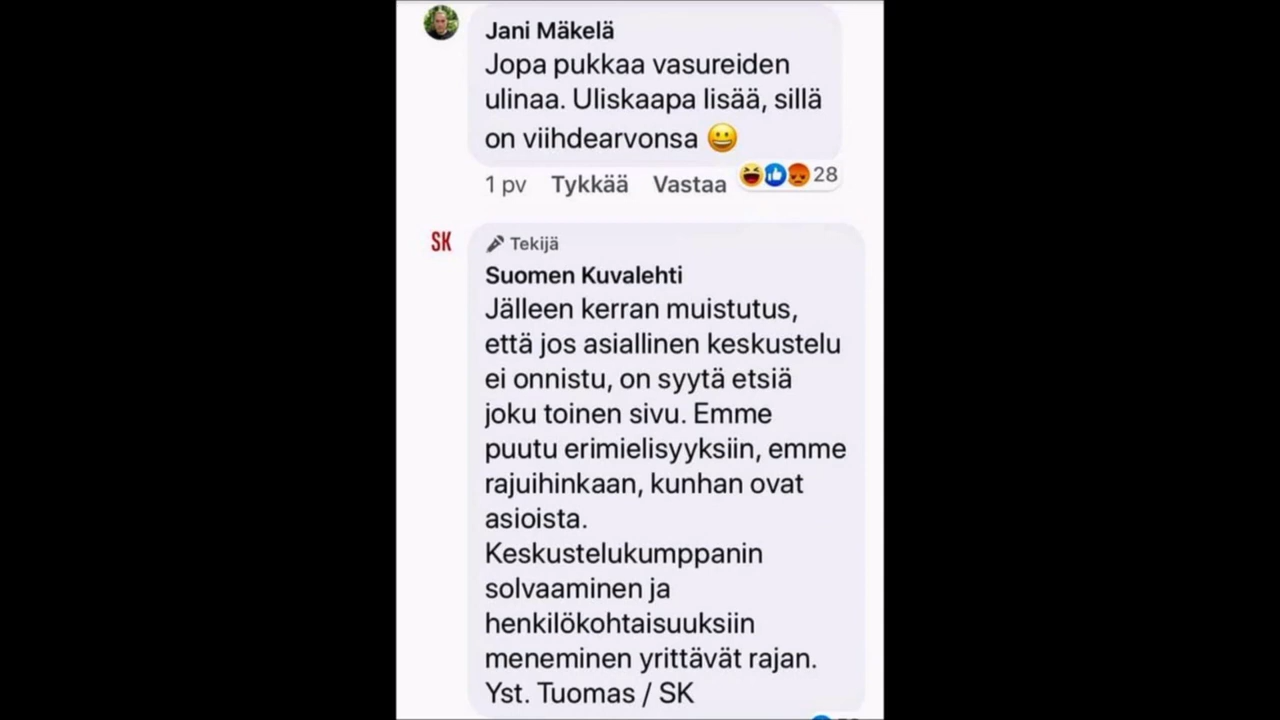 Jani Mäkelä
Jopa pukkaa vasureiden
ulinaa. Uliskaapa lisää, sillä
on viihdearvonsa 😀
1 pv Tykkää Vastaa 28
SK Tekijä
Suomen Kuvalehti
Jälleen kerran muistutus,
että jos asiallinen keskustelu
ei onnistu, on syytä etsiä
joku toinen sivu. Emme
puutu erimielisyyksiin, emme
rajuihinkaan, kunhan ovat
asioista.
Keskustelukumppanin
solvaaminen ja
henkilökohtaisuuksiin
meneminen yrittävät rajan.
Yst. Tuomas / SK